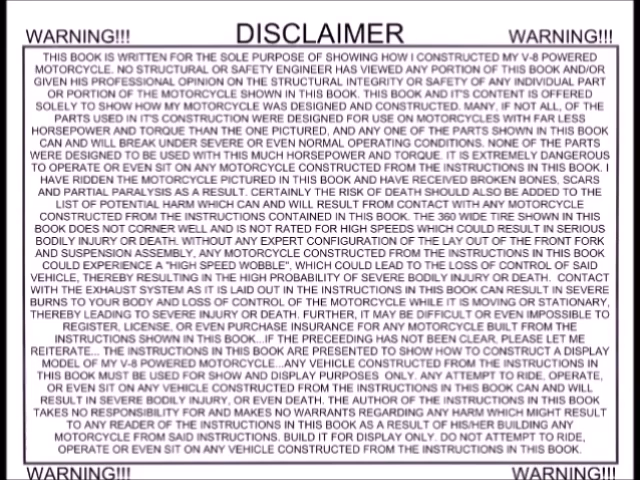 WARNING!!! DISCLAIMER WARNING!!!
THIS BOOK IS WRITTEN FOR THE SOLE PURPOSE OF SHOWING HOW I CONSTRUCTED MY V-8 POWERED
MOTORCYCLE. NO STRUCTURAL OR SAFETY ENGINEER HAS VIEWED ANY PORTION OF THIS BOOK AND/OR
GIVEN HIS PROFESSIONAL OPINION ON THE STRUCTURAL INTEGRITY OR SAFETY OF ANY INDIVIDUAL PART
OR PORTION OF THE MOTORCYCLE SHOWN IN THIS BOOK. THIS BOOK AND IT'S CONTENT IS OFFERED
SOLELY TO SHOW HOW MY MOTORCYCLE WAS DESIGNED AND CONSTRUCTED. MANY, IF NOT ALL, OF THE
PARTS USED IN IT'S CONSTRUCTION WERE DESIGNED FOR USE ON MOTORCYCLES WITH FAR LESS
HORSEPOWER AND TORQUE THAN THE ONE PICTURED, AND ANY ONE OF THE PARTS SHOWN IN THIS BOOK
CAN AND WILL BREAK UNDER SEVERE OR EVEN NORMAL OPERATING CONDITIONS. NONE OF THE PARTS
WERE DESIGNED TO BE USED WITH THIS MUCH HORSEPOWER AND TORQUE. IT IS EXTREMELY DANGEROUS
TO OPERATE OR EVEN SIT ON ANY MOTORCYCLE CONSTRUCTED FROM THE INSTRUCTIONS IN THIS BOOK. I
HAVE RIDDEN THE MOTORCYCLE PICTURED IN THIS BOOK AND HAVE RECEIVED BROKEN BONES, SCARS
AND PARTIAL PARALYSIS AS A RESULT. CERTAINLY THE RISK OF DEATH SHOULD ALSO BE ADDED TO THE
LIST OF POTENTIAL HARM WHICH CAN AND WILL RESULT FROM CONTACT WITH ANY MOTORCYCLE
CONSTRUCTED FROM THE INSTRUCTIONS CONTAINED IN THIS BOOK. THE 360 WIDE TIRE SHOWN IN THIS
BOOK DOES NOT CORNER WELL AND IS NOT RATED FOR HIGH SPEEDS WHICH COULD RESULT IN SERIOUS
BODILY INJURY OR DEATH. WITHOUT ANY EXPERT CONFIGURATION OF THE LAY OUT OF THE FRONT FORK
AND SUSPENSION ASSEMBLY, ANY MOTORCYCLE CONSTRUCTED FROM THE INSTRUCTIONS IN THIS BOOK
COULD EXPERIENCE A "HIGH SPEED WOBBLE", WHICH COULD LEAD TO THE LOSS OF CONTROL OF SAID
VEHICLE, THEREBY RESULTING IN THE HIGH PROBABILITY OF SEVERE BODILY INJURY OR DEATH. CONTACT
WITH THE EXHAUST SYSTEM AS IT IS LAID OUT IN THE INSTRUCTIONS IN THIS BOOK CAN RESULT IN SEVERE
BURNS TO YOUR BODY AND LOSS OF CONTROL OF THE MOTORCYCLE WHILE IT IS MOVING OR STATIONARY,
THEREBY LEADING TO SEVERE INJURY OR DEATH. FURTHER, IT MAY BE DIFFICULT OR EVEN IMPOSSIBLE TO
REGISTER, LICENSE, OR EVEN PURCHASE INSURANCE FOR ANY MOTORCYCLE BUILT FROM THE
INSTRUCTIONS SHOWN IN THIS BOOK...IF THE PRECEEDING HAS NOT BEEN CLEAR, PLEASE LET ME
REITERATE... THE INSTRUCTIONS IN THIS BOOK ARE PRESENTED TO SHOW HOW TO CONSTRUCT A DISPLAY
MODEL OF MY V-8 POWERED MOTORCYCLE...ANY VEHICLE CONSTRUCTED FROM THE INSTRUCTIONS IN
THIS BOOK MUST BE USED FOR SHOW AND DISPLAY PURPOSES ONLY. ANY ATTEMPT TO RIDE, OPERATE,
OR EVEN SIT ON ANY VEHICLE CONSTRUCTED FROM THE INSTRUCTIONS IN THIS BOOK CAN AND WILL
RESULT IN SEVERE BODILY INJURY, OR EVEN DEATH. THE AUTHOR OF THE INSTRUCTIONS IN THIS BOOK
TAKES NO RESPONSIBILITY FOR AND MAKES NO WARRANTS REGARDING ANY HARM WHICH MIGHT RESULT
TO ANY READER OF THE INSTRUCTIONS IN THIS BOOK AS A RESULT OF HIS/HER BUILDING ANY
MOTORCYCLE FROM SAID INSTRUCTIONS. BUILD IT FOR DISPLAY ONLY. DO NOT ATTEMPT TO RIDE,
OPERATE OR EVEN SIT ON ANY VEHICLE CONSTRUCTED FROM THE INSTRUCTIONS IN THIS BOOK.
WARNING!!! WARNING!!!